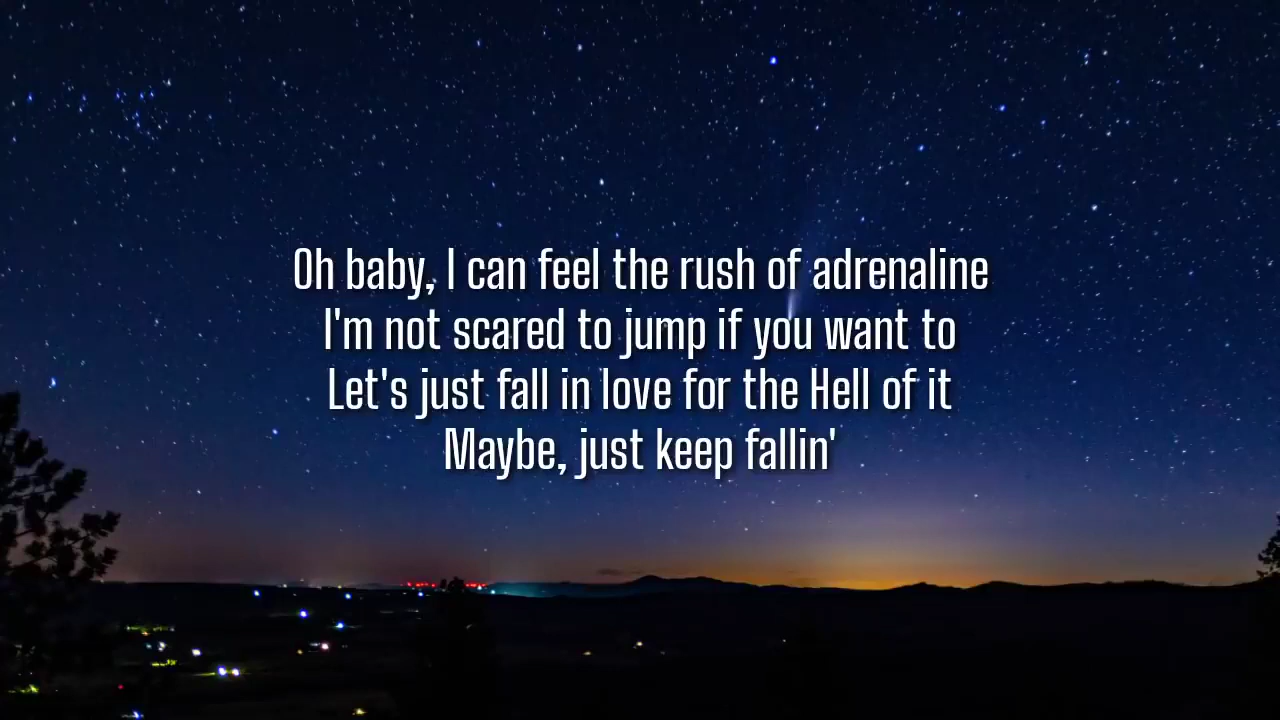 Oh baby, I can feel the rush of adrenaline
I'm not scared to jump if you want to
Let's just fall in love for the Hell of it
Maybe, just keep fallin'